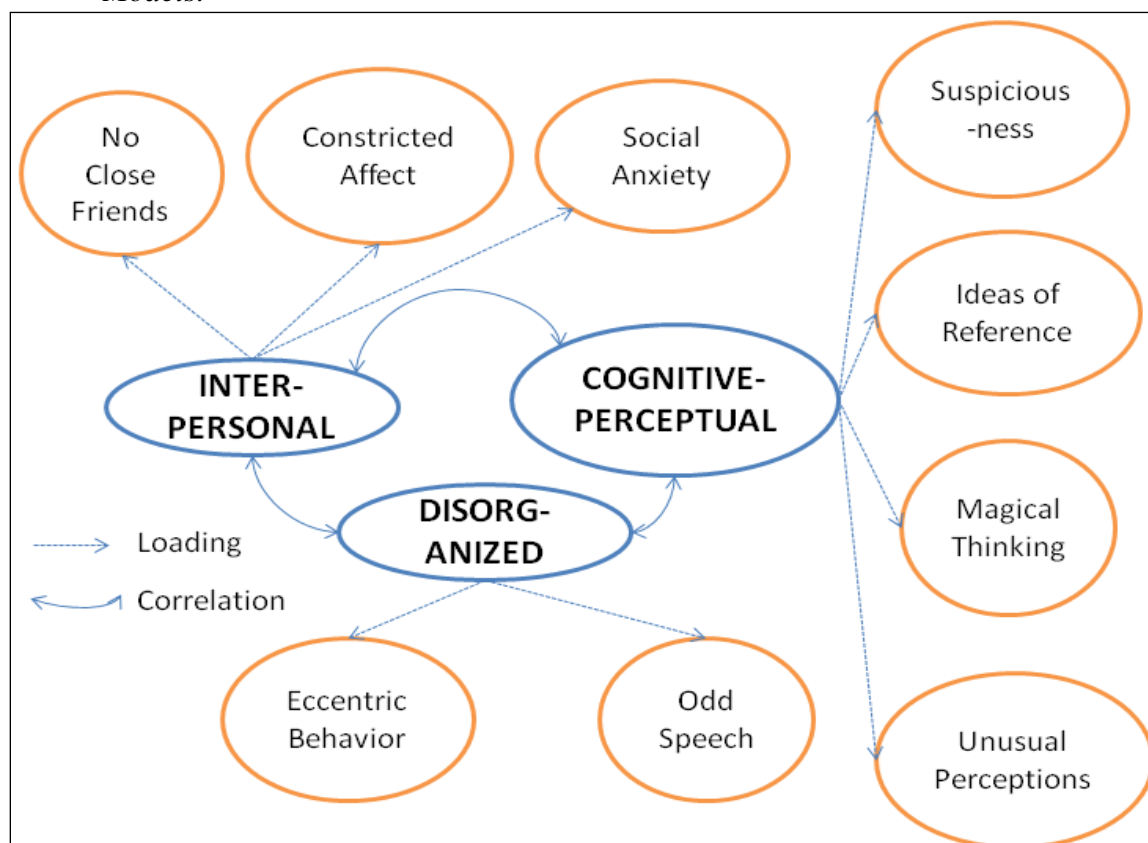 Models.
No
Close
Friends
Constricted
Affect
Social
Anxiety
Suspicious
-ness
Ideas of
Reference
INTER-
PERSONAL
COGNITIVE-
PERCEPTUAL
DISORG-
ANIZED
Magical
Thinking
Loading
Correlation
Eccentric
Behavior
Odd
Speech
Unusual
Perceptions